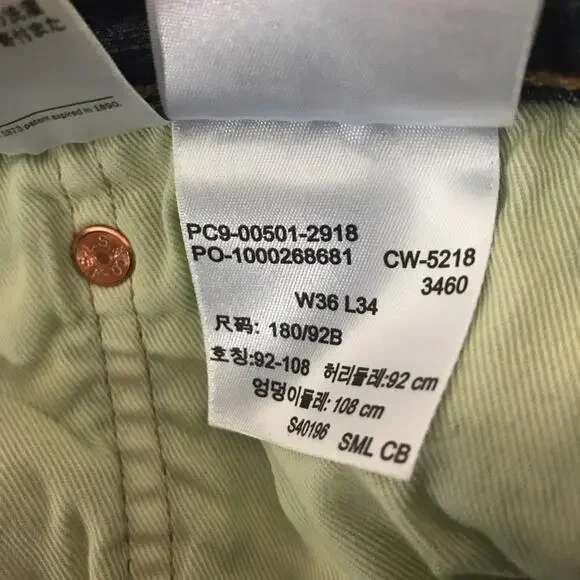 1873 patent expired in 1890.
PC9-00501-2918
PO-1000268681 CW-5218
3460
W36 L34
尺码: 180/92B
호칭:92-108 허리둘레:92 cm
엉덩이둘레: 108 cm
S40196 SML CB